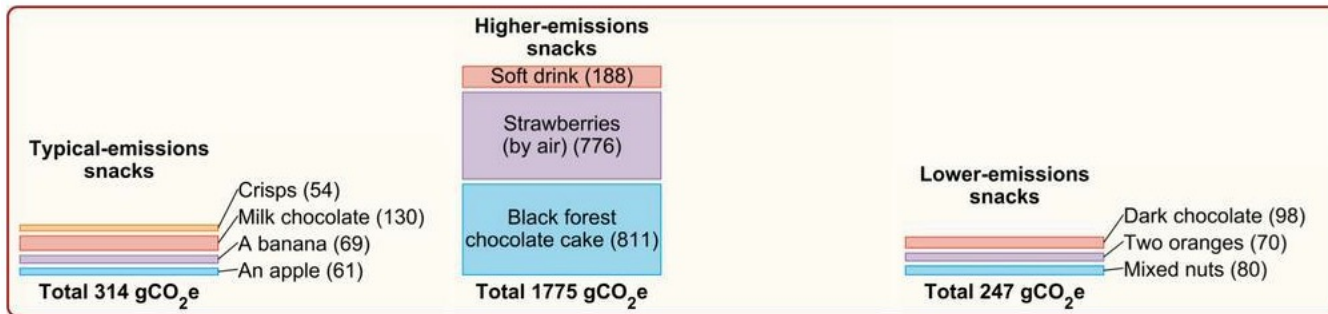 Typical-emissions
snacks
Crisps (54)
Milk chocolate (130)
A banana (69)
An apple (61)
Total 314 gCO₂e
Higher-emissions
snacks
Soft drink (188)
Strawberries
(by air) (776)
Black forest
chocolate cake (811)
Total 1775 gCO₂e
Lower-emissions
snacks
Dark chocolate (98)
Two oranges (70)
Mixed nuts (80)
Total 247 gCO₂e